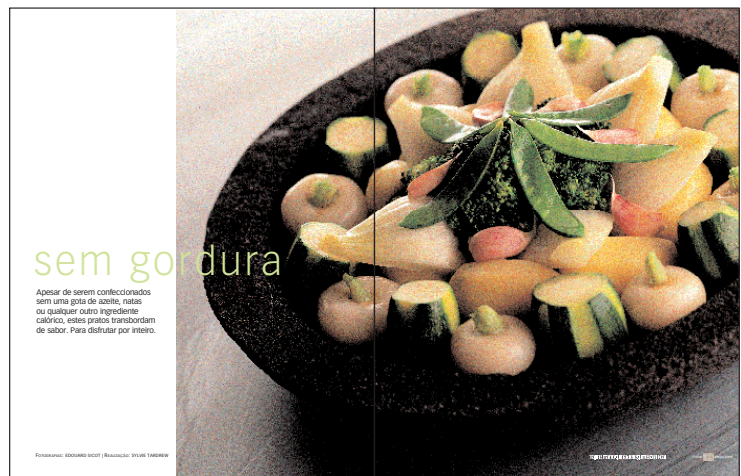 sem gordura
Apesar de serem confeccionados
sem uma gota de azeite, natas
ou qualquer outro ingrediente
calórico, estes pratos transbordam
de sabor. Para disfrutar por inteiro.
FOTOGRAFIAS: EDOUARD SICOT | REALIZAÇÃO: SYLVIE TARDREW